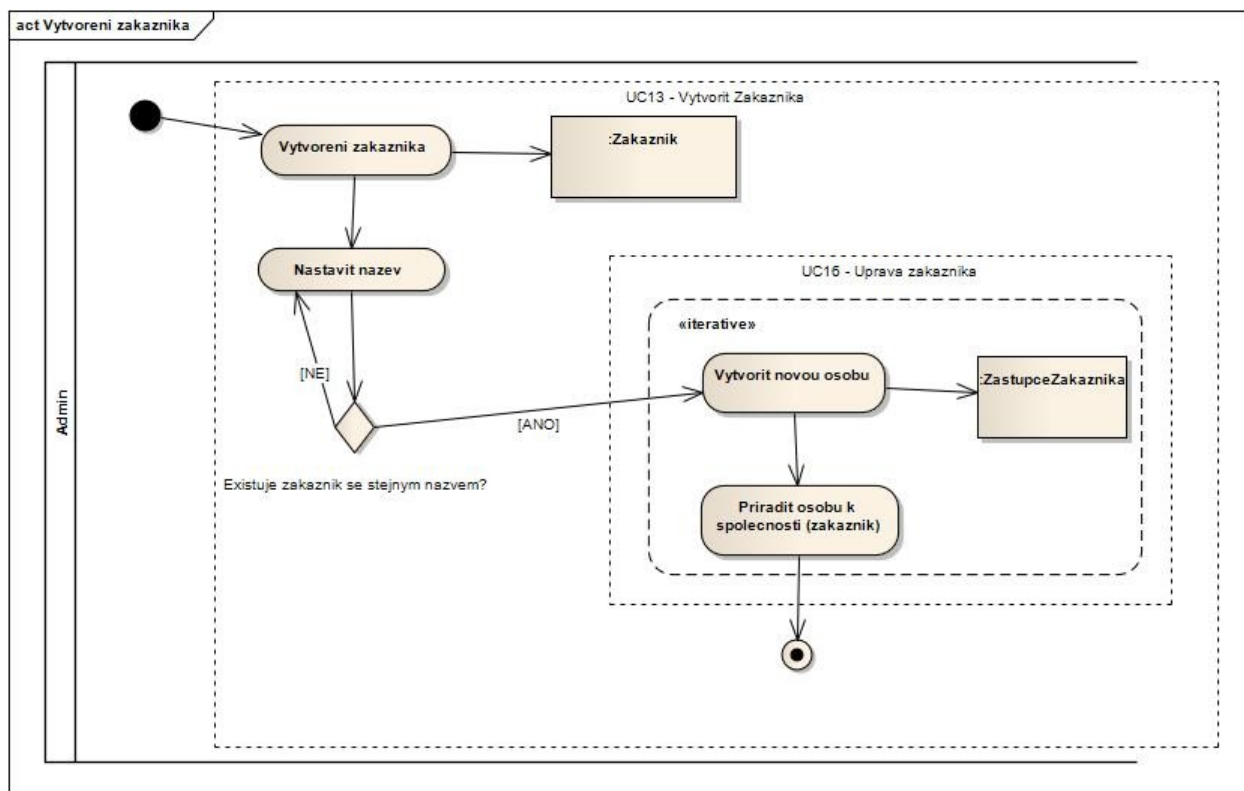 act Vytvoreni zakaznika
Admin
UC13 - Vytvorit Zakaznika
Vytvoreni zakaznika
:Zakaznik
Nastavit nazev
[NE]
[ANO]
Existuje zakaznik se stejnym nazvem?
UC16 - Uprava zakaznika
«iterative»
Vytvorit novou osobu
:ZastupceZakaznika
Priradit osobu k
spolecnosti (zakaznik)